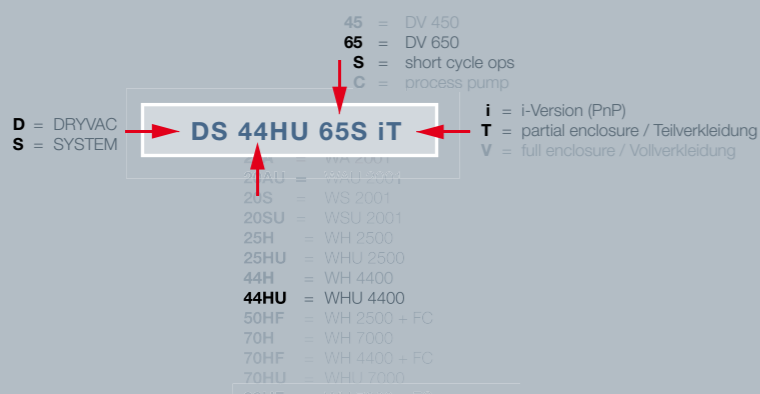 45 = DV 450
65 = DV 650
S = short cycle ops
C = process pump
D = DRYVAC
S = SYSTEM
DS 44HU 65S iT
i = i-Version (PnP)
T = partial enclosure / Teilverkleidung
V = full enclosure / Vollverkleidung
20AU = WAU 2001
20S = WS 2001
20SU = WSU 2001
25H = WH 2500
25HU = WHU 2500
44H = WH 4400
44HU = WHU 4400
50HF = WH 2500 + FC
70H = WH 7000
70HF = WH 4400 + FC
70HU = WHU 7000